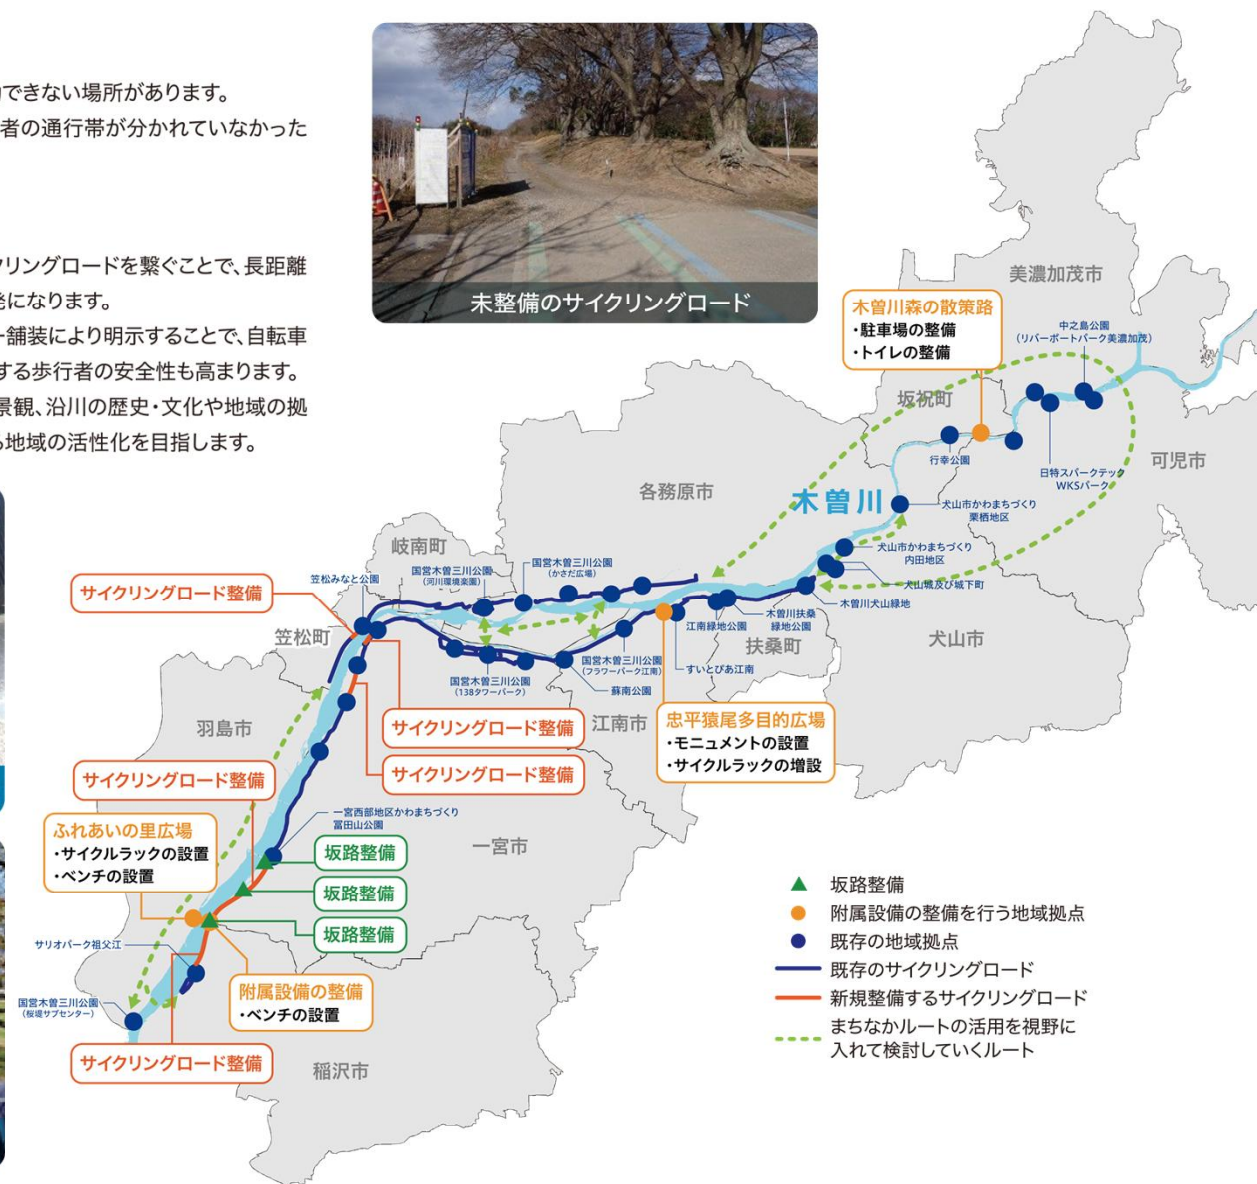 できない場所があります。
者の通行帯が分かれていなかった
クリングロードを繋ぐことで、長距離
発になります。
ー舗装により明示することで、自転車
する歩行者の安全性も高まります。
景観、沿川の歴史・文化や地域の拠
る地域の活性化を目指します。
未整備のサイクリングロード
美濃加茂市
木曽川森の散策路
・駐車場の整備
・トイレの整備
中之島公園
(リバーポートパーク美濃加茂)
坂祝町
行幸公園
日特スパークテック
WKSパーク
可児市
各務原市
木曽川
犬山市かわまちづくり
栗栖地区
犬山市かわまちづくり
内田地区
犬山城及び城下町
木曽川犬山緑地
犬山市
岐南町
国営木曽三川公園
(河川環境楽園)
国営木曽三川公園
(かさだ広場)
笠松みなと公園
サイクリングロード整備
笠松町
木曽川扶桑
緑地公園
江南緑地公園
扶桑町
国営木曽三川公園
(フラワーパーク江南)
すいとぴあ江南
国営木曽三川公園
(138タワーパーク)
蘇南公園
江南市
忠平猿尾多目的広場
・モニュメントの設置
・サイクルラックの増設
羽島市
サイクリングロード整備
サイクリングロード整備
サイクリングロード整備
一宮西部地区かわまちづくり
冨田山公園
ふれあいの里広場
・サイクルラックの設置
・ベンチの設置
一宮市
坂路整備
坂路整備
坂路整備
サリオパーク祖父江
国営木曽三川公園
(桜堤サブセンター)
附属設備の整備
・ベンチの設置
サイクリングロード整備
稲沢市
坂路整備
附属設備の整備を行う地域拠点
既存の地域拠点
既存のサイクリングロード
新規整備するサイクリングロード
まちなかルートの活用を視野に
入れて検討していくルート